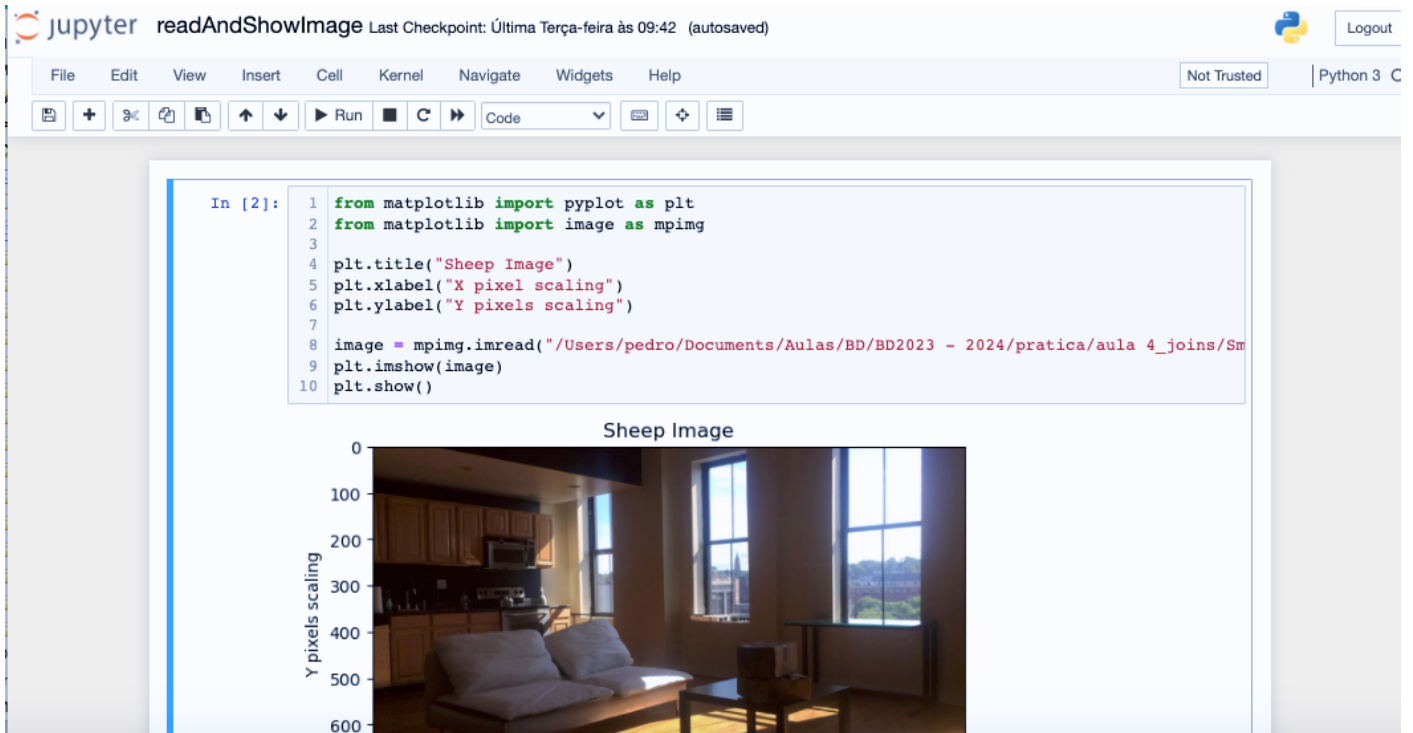 jupyter readAndShowImage Last Checkpoint: Última Terça-feira às 09:42 (autosaved)
Logout
File Edit View Insert Cell Kernel Navigate Widgets Help
Not Trusted
Python 3
Run
Code
In [2]:
1 from matplotlib import pyplot as plt
2 from matplotlib import image as mpimg
3
4 plt.title("Sheep Image")
5 plt.xlabel("X pixel scaling")
6 plt.ylabel("Y pixels scaling")
7
8 image = mpimg.imread("/Users/pedro/Documents/Aulas/BD/BD2023 - 2024/pratica/aula 4_joins/Sm
9 plt.imshow(image)
10 plt.show()
Sheep Image
0
100
200
300
400
500
600
Y pixels scaling